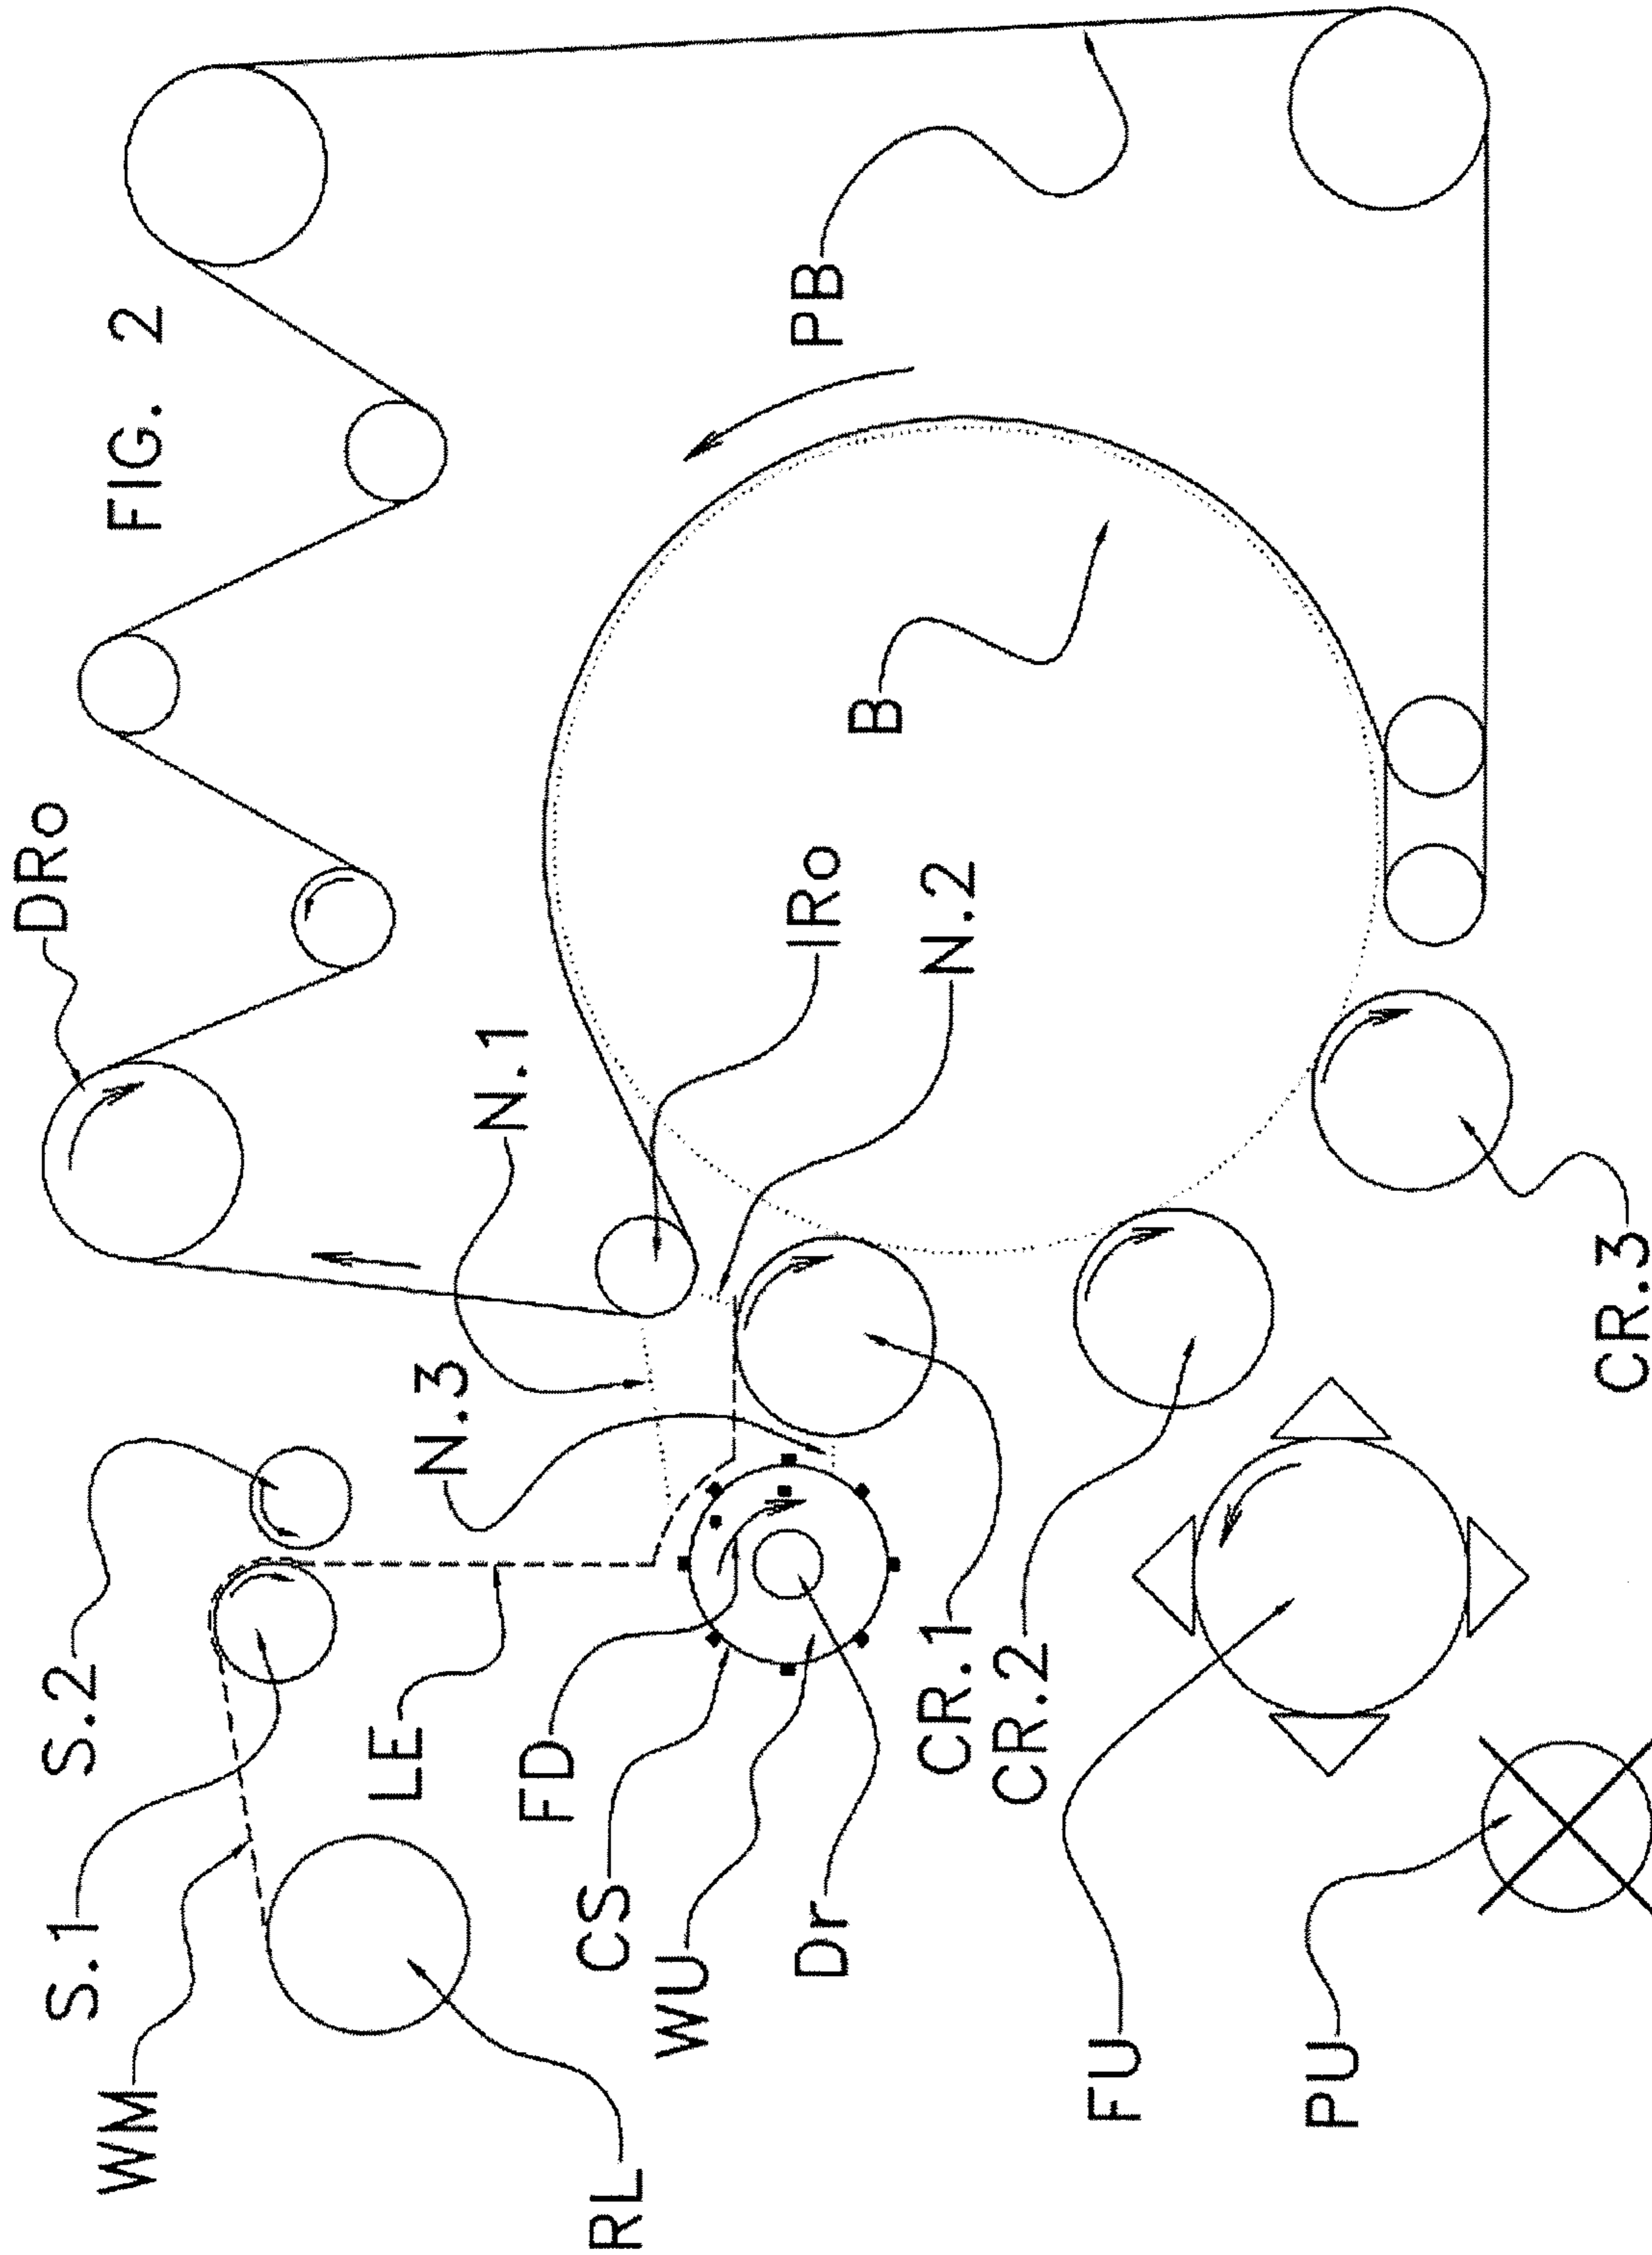 FIG. 2
DRo
PB
B
IRo
N.2
N.1
N.3
S.2
S.1
WM
RL
LE
FD
CS
WU
Dr
CR.1
CR.2
CR.3
FU
PU